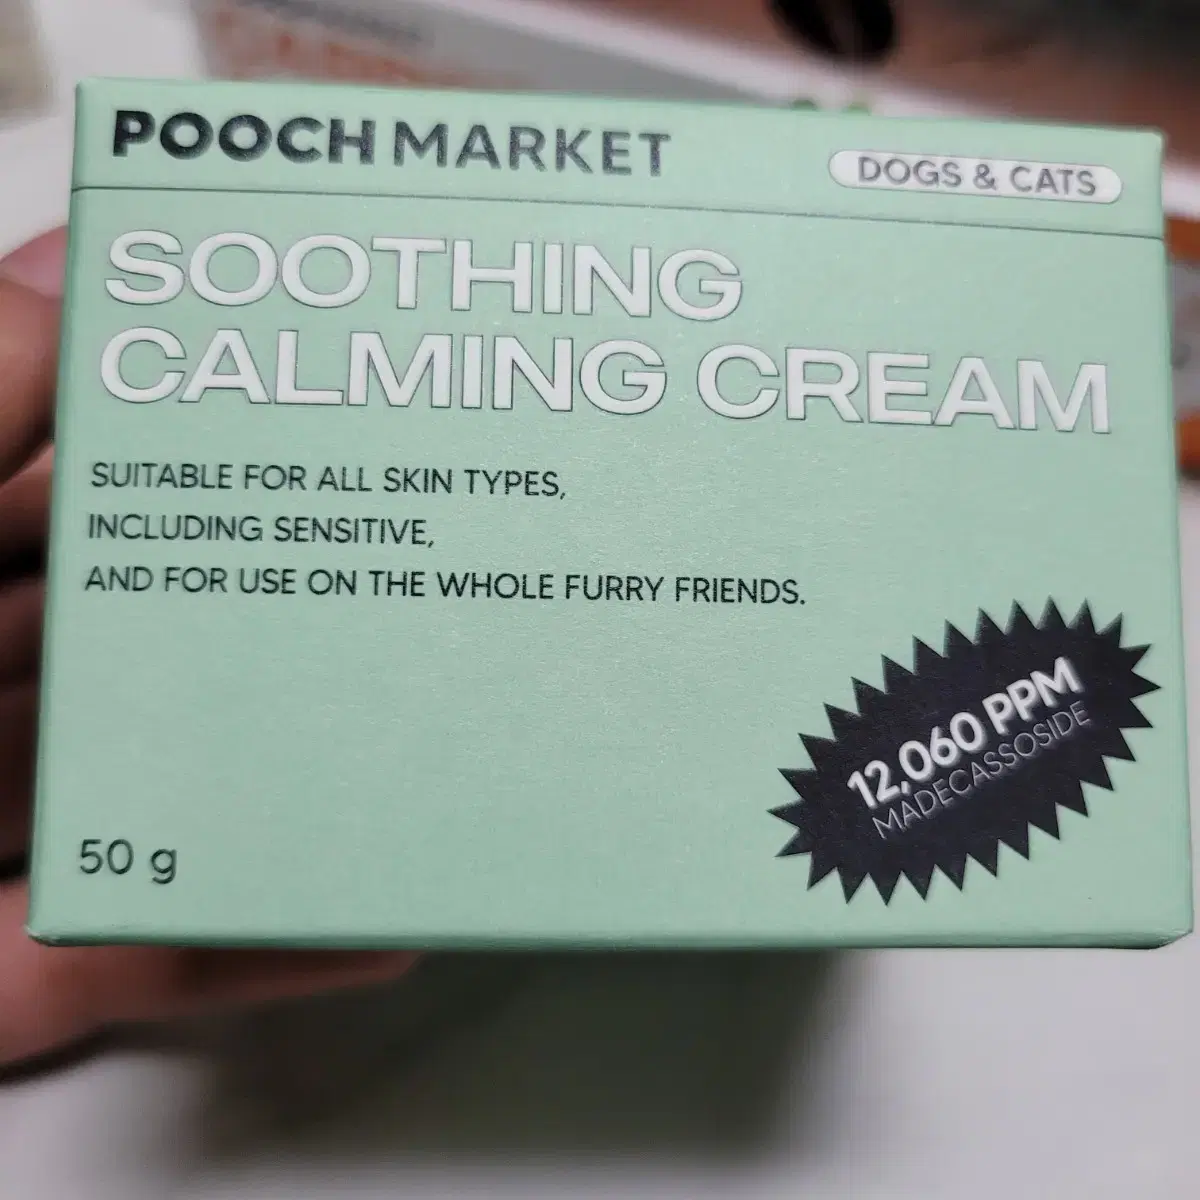 POOCH MARKET
DOGS & CATS
SOOTHING
CALMING CREAM
SUITABLE FOR ALL SKIN TYPES,
INCLUDING SENSITIVE,
AND FOR USE ON THE WHOLE FURRY FRIENDS.
12,060 PPM
MADECASSOSIDE
50 g